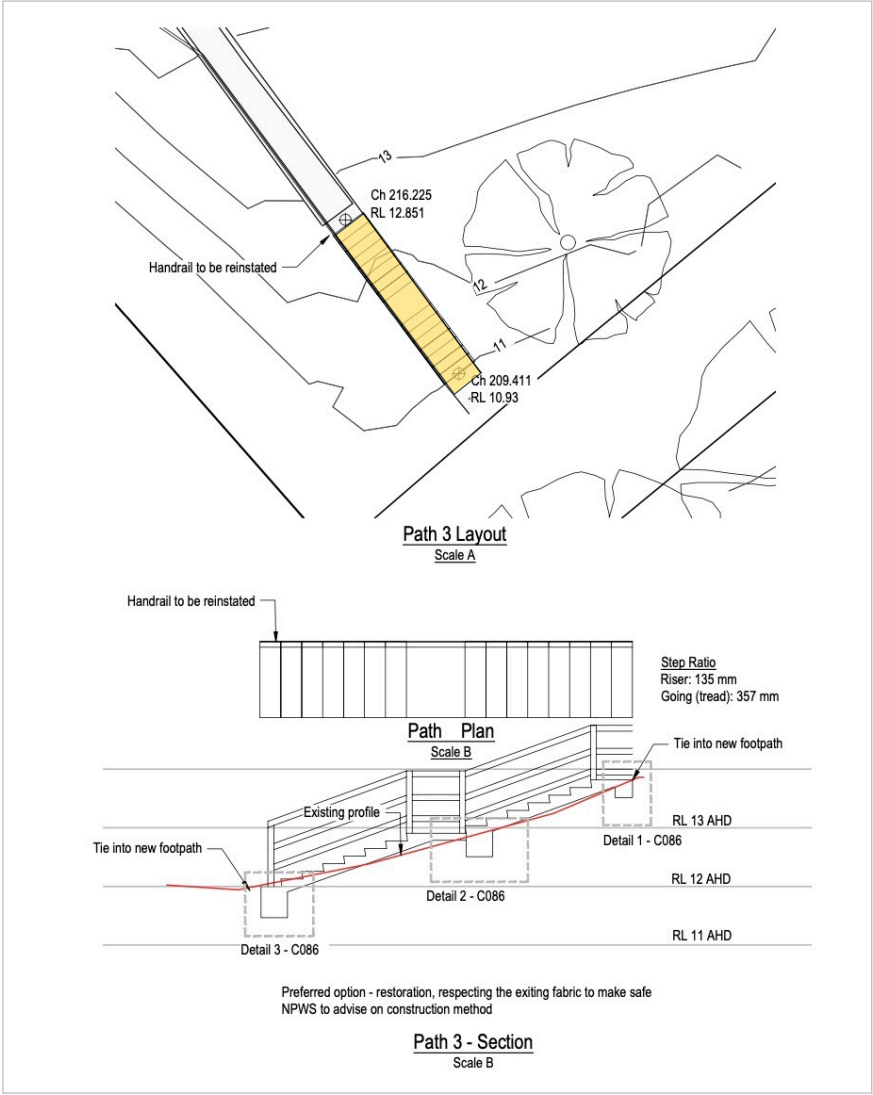 13
Ch 216.225
RL 12.851
Handrail to be reinstated
12
11
Ch 209.411
RL 10.93
Path 3 Layout
Scale A
Handrail to be reinstated
Step Ratio
Riser: 135 mm
Going (tread): 357 mm
Path Plan
Scale B
Tie into new footpath
Existing profile
RL 13 AHD
Detail 1 - C086
Tie into new footpath
RL 12 AHD
Detail 2 - C086
RL 11 AHD
Detail 3 - C086
Preferred option - restoration, respecting the exiting fabric to make safe
NPWS to advise on construction method
Path 3 - Section
Scale B